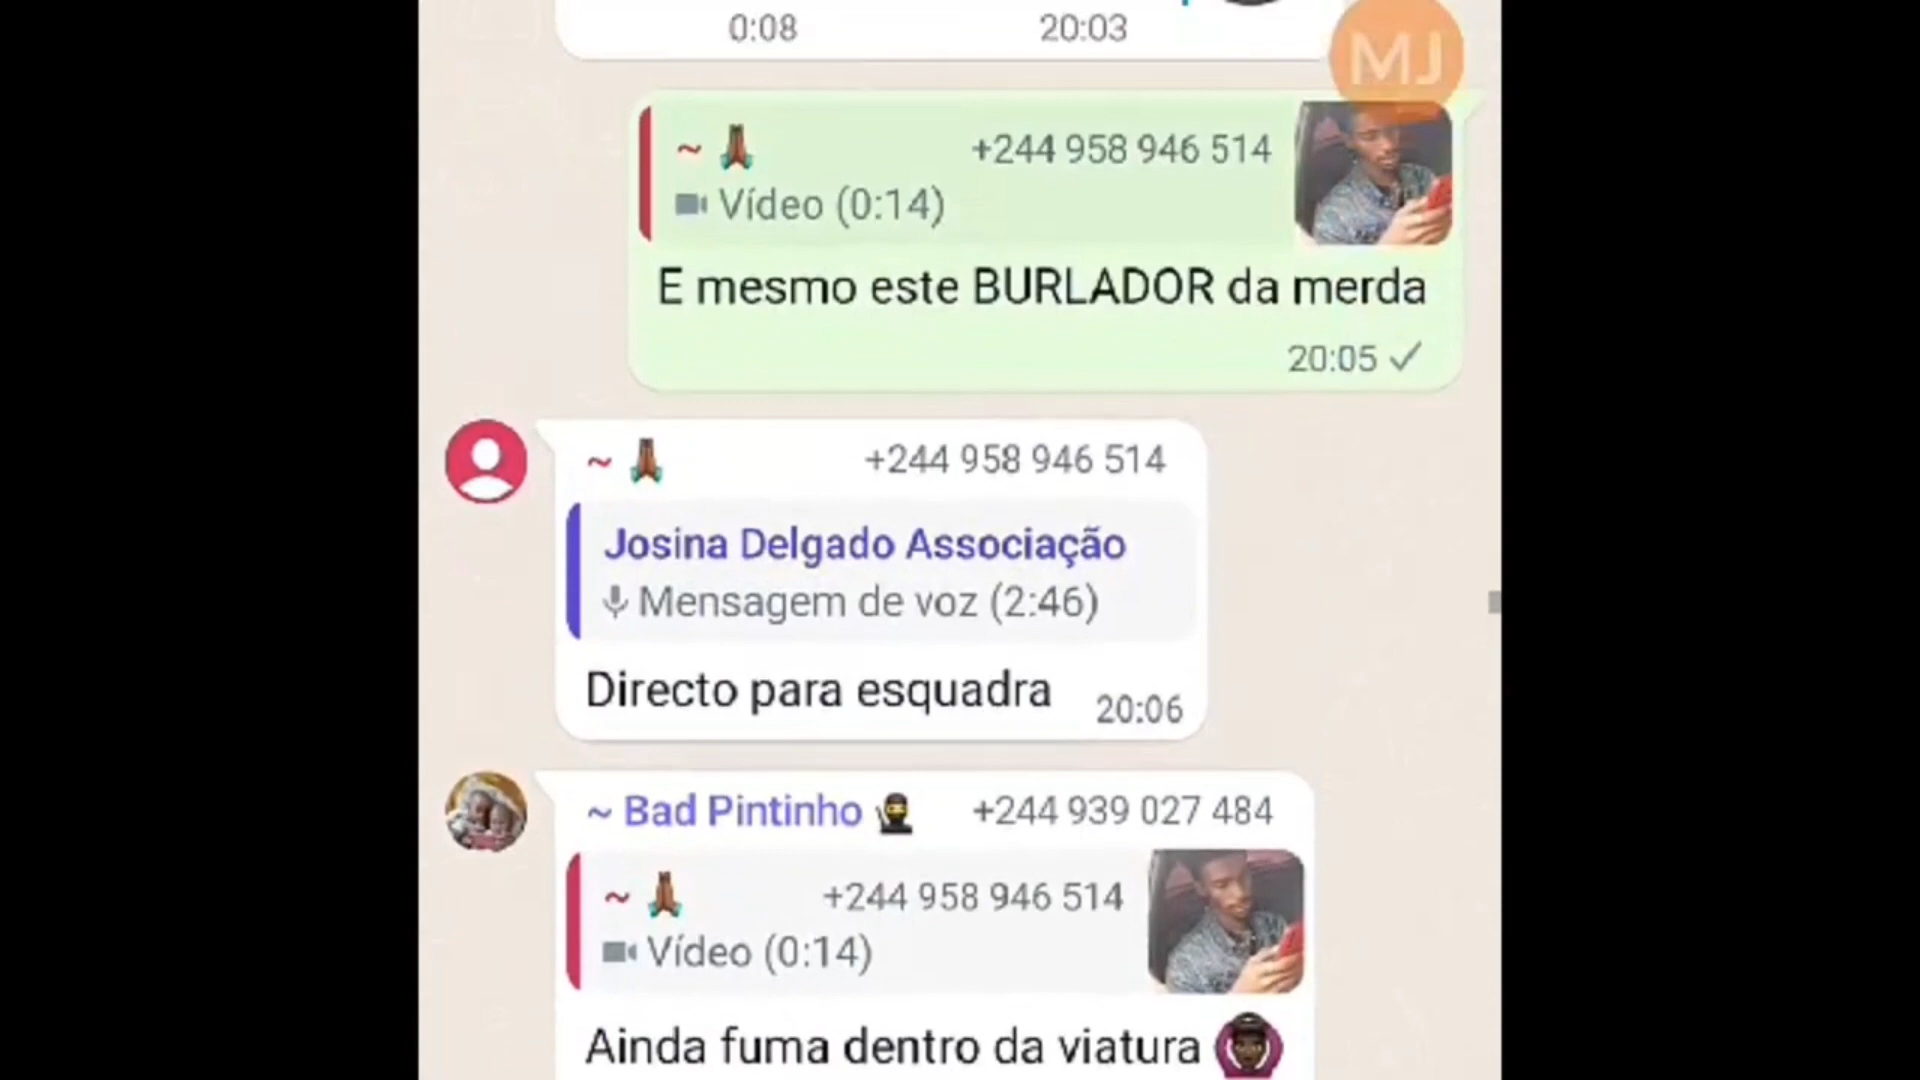 0:08 20:03
MJ
~ 🙏🏾 +244 958 946 514
Vídeo (0:14)
E mesmo este BURLADOR da merda
20:05
~ 🙏🏾 +244 958 946 514
Josina Delgado Associação
Mensagem de voz (2:46)
Directo para esquadra 20:06
~ Bad Pintinho 🥷 +244 939 027 484
~ 🙏🏾 +244 958 946 514
Vídeo (0:14)
Ainda fuma dentro da viatura 🙆🏿